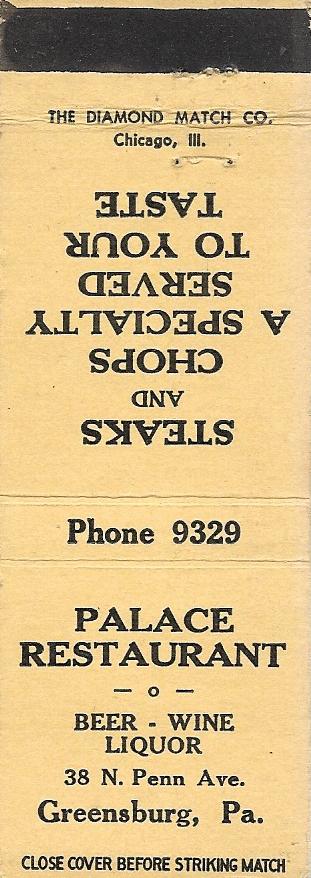 THE DIAMOND MATCH CO.
Chicago, Ill.
STEAKS
AND
CHOPS
A SPECIALTY
SERVED
TO YOUR
TASTE
Phone 9329
PALACE
RESTAURANT
— o —
BEER - WINE
LIQUOR
38 N. Penn Ave.
Greensburg, Pa.
CLOSE COVER BEFORE STRIKING MATCH